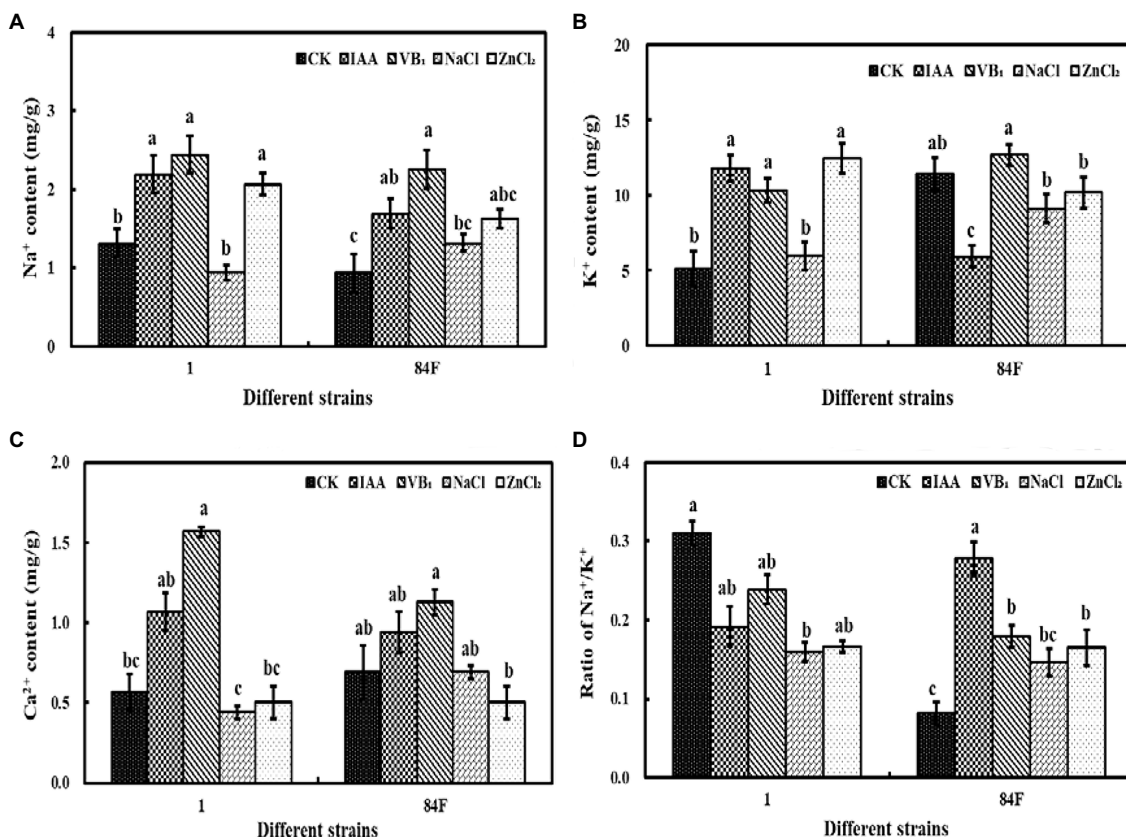 A
4
3
2
1
0
Na⁺ content (mg/g)
CK IAA VB₁ NaCl ZnCl₂
b a a b a c ab a bc abc
1 84F
Different strains
B
20
15
10
5
0
K⁺ content (mg/g)
CK IAA VB₁ NaCl ZnCl₂
b a a b a ab c a b b
1 84F
Different strains
C
2.0
1.5
1.0
0.5
0.0
Ca²⁺ content (mg/g)
CK IAA VB₁ NaCl ZnCl₂
bc ab a c bc ab ab a ab b
1 84F
Different strains
D
0.4
0.3
0.2
0.1
0.0
Ratio of Na⁺/K⁺
CK IAA VB₁ NaCl ZnCl₂
a ab ab b ab c a b bc b
1 84F
Different strains